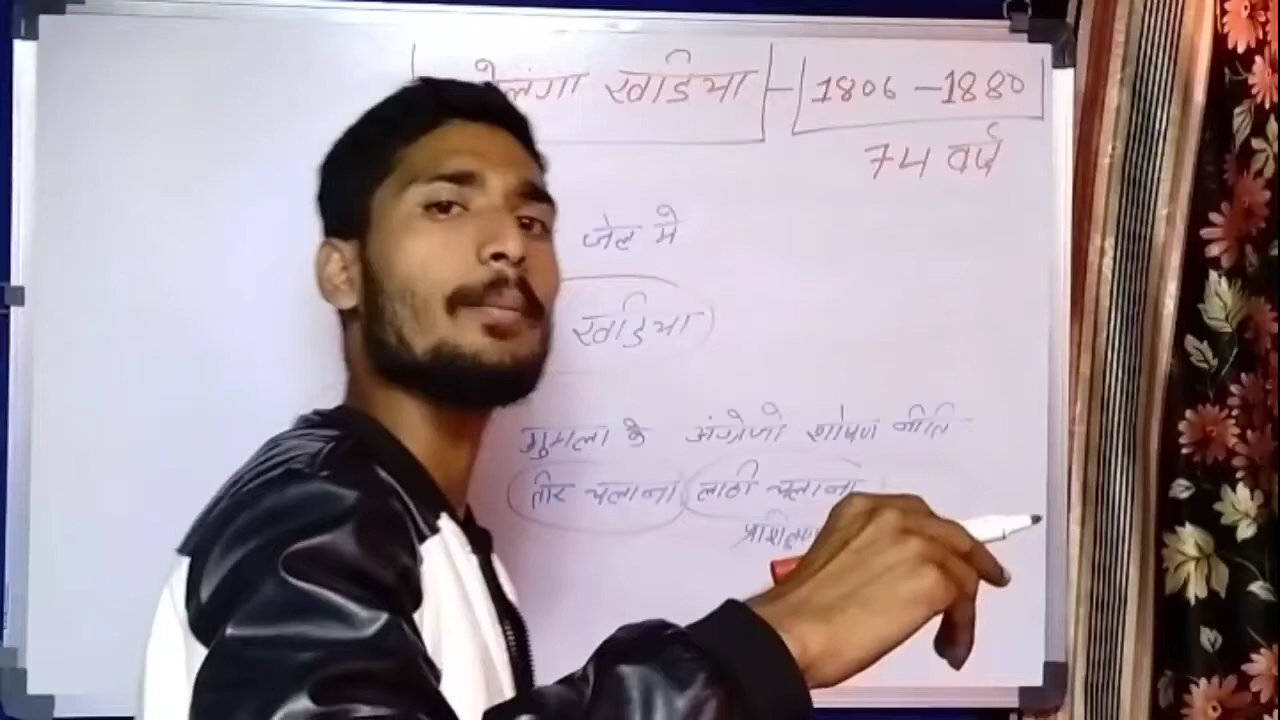 खडिया - 1806 - 1880
74 वर्ष
जेल मे
खडिया
गुमला के अंग्रेजो शोषण नीति
तीर चलाना लाठी चलाना